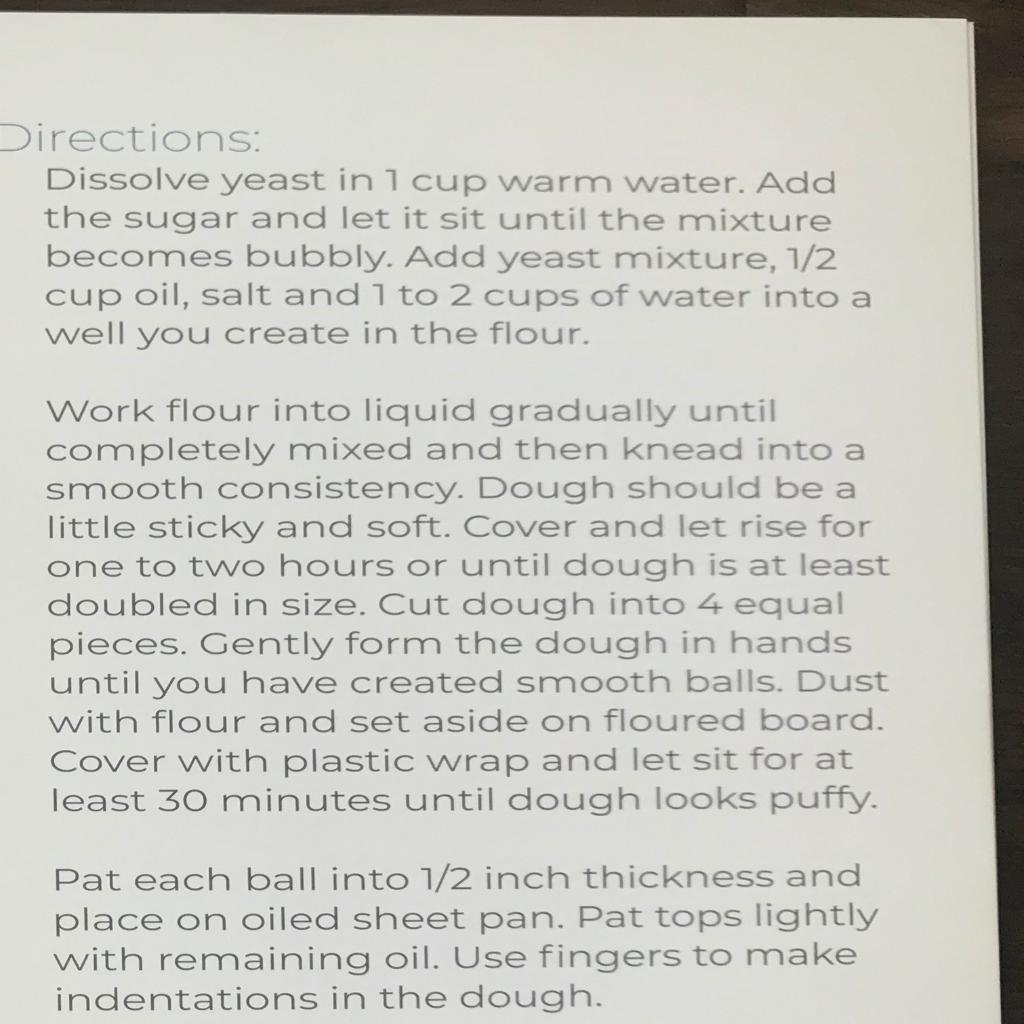 Directions:
Dissolve yeast in 1 cup warm water. Add
the sugar and let it sit until the mixture
becomes bubbly. Add yeast mixture, 1/2
cup oil, salt and 1 to 2 cups of water into a
well you create in the flour.
Work flour into liquid gradually until
completely mixed and then knead into a
smooth consistency. Dough should be a
little sticky and soft. Cover and let rise for
one to two hours or until dough is at least
doubled in size. Cut dough into 4 equal
pieces. Gently form the dough in hands
until you have created smooth balls. Dust
with flour and set aside on floured board.
Cover with plastic wrap and let sit for at
least 30 minutes until dough looks puffy.
Pat each ball into 1/2 inch thickness and
place on oiled sheet pan. Pat tops lightly
with remaining oil. Use fingers to make
indentations in the dough.